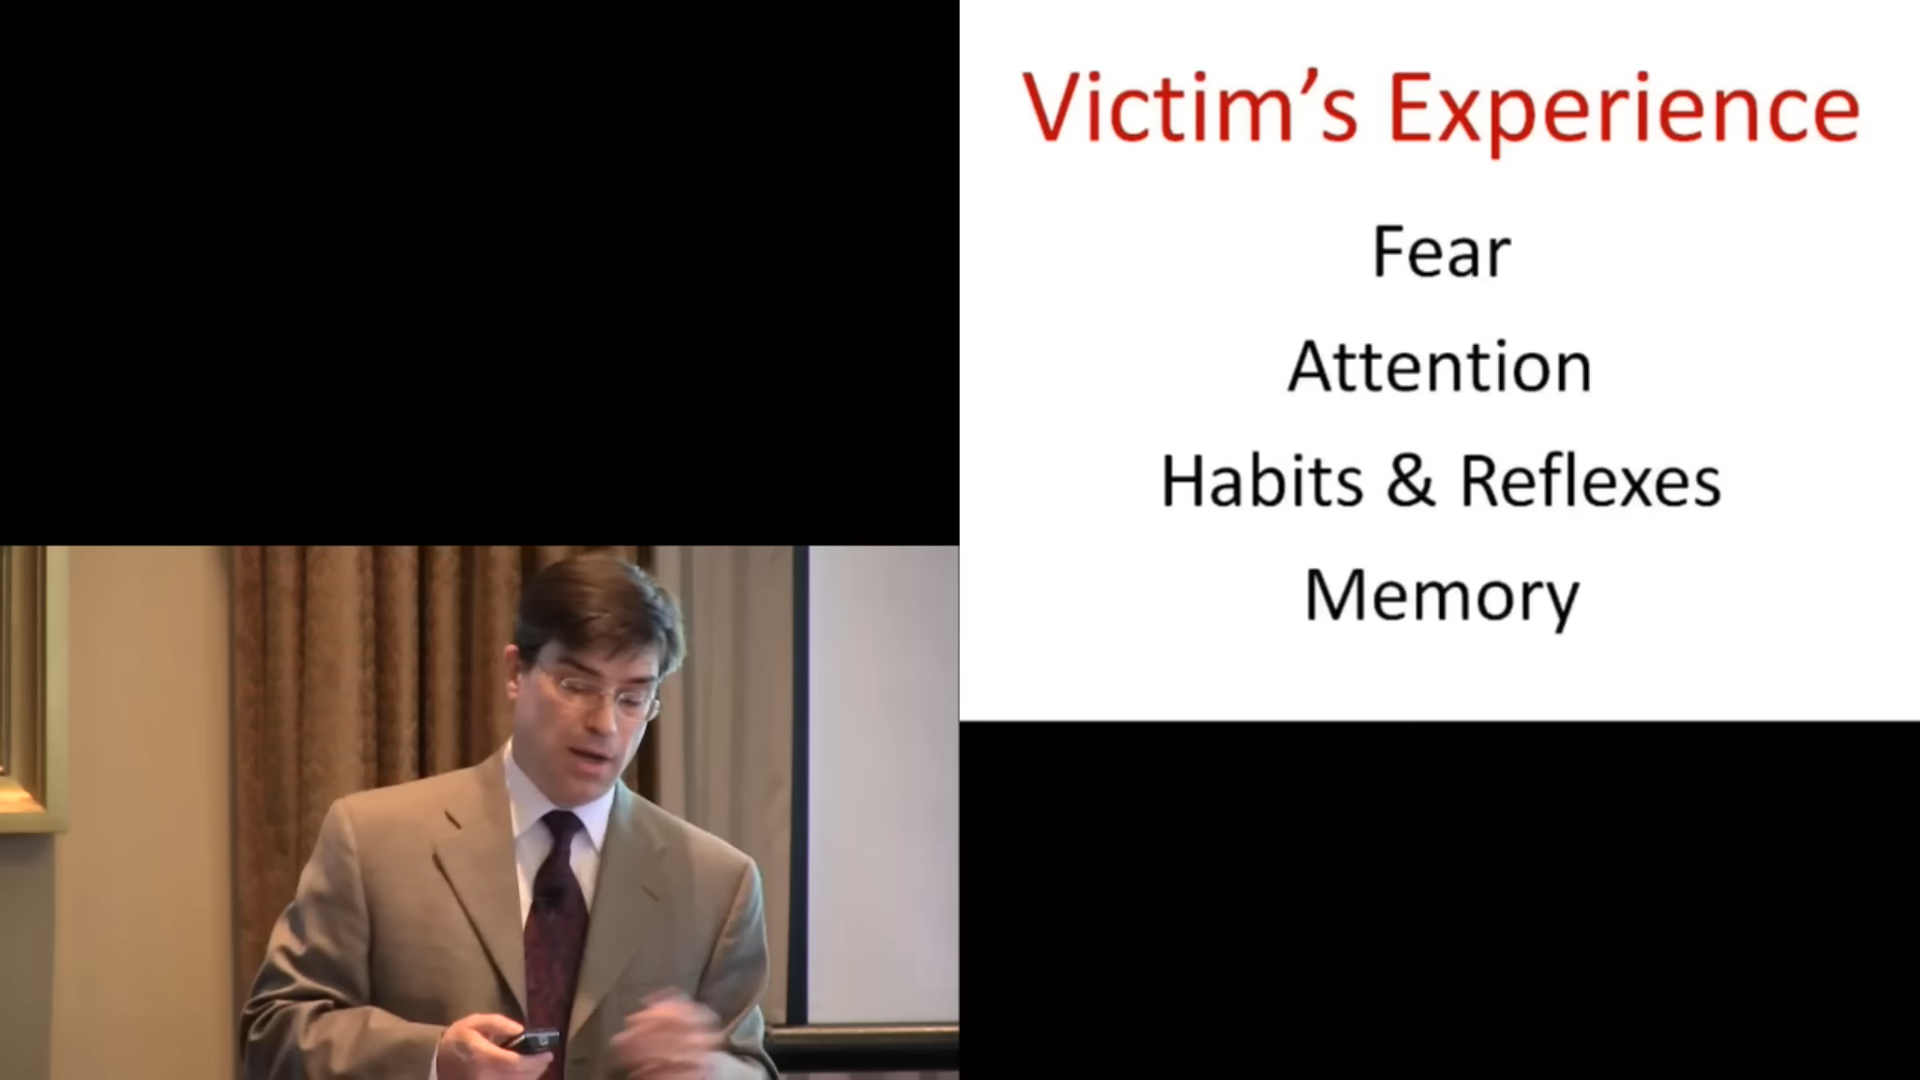 Victim’s Experience
Fear
Attention
Habits & Reflexes
Memory